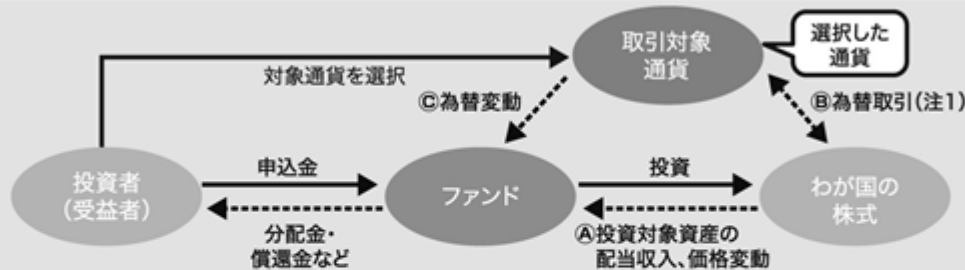 取引対象
通貨
選択した
通貨
対象通貨を選択
Ⓒ為替変動
Ⓑ為替取引(注1)
投資者
(受益者)
申込金
ファンド
投資
わが国の
株式
分配金・
償還金など
Ⓐ投資対象資産の
配当収入、価格変動